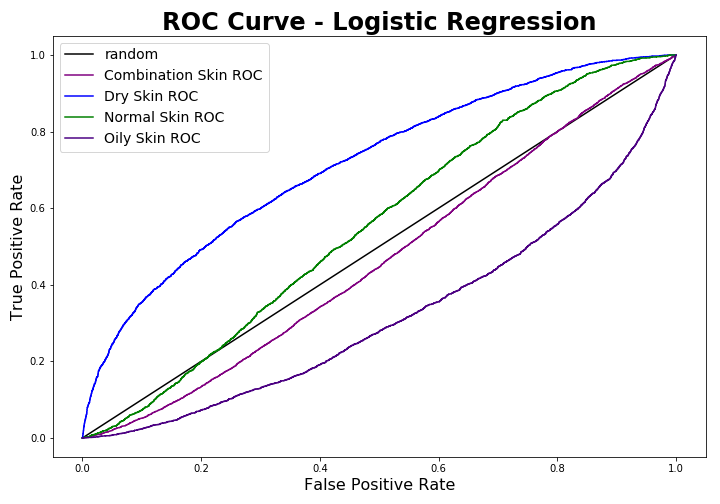 ROC Curve - Logistic Regression
random
Combination Skin ROC
Dry Skin ROC
Normal Skin ROC
Oily Skin ROC
True Positive Rate
1.0
0.8
0.6
0.4
0.2
0.0
0.0 0.2 0.4 0.6 0.8 1.0
False Positive Rate